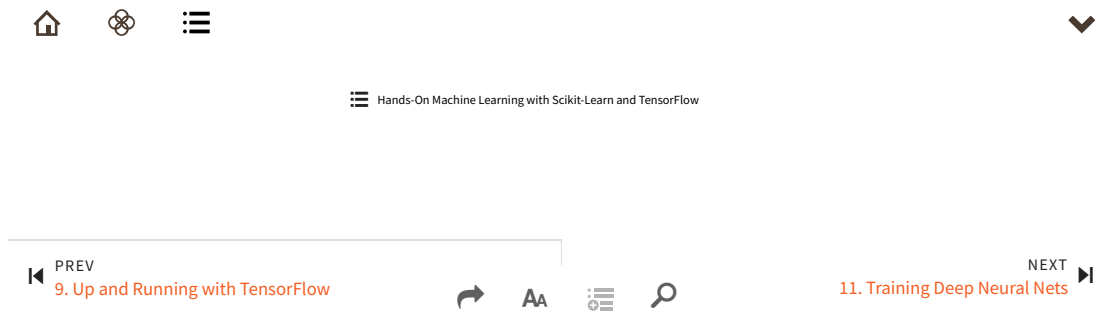 Hands-On Machine Learning with Scikit-Learn and TensorFlow
PREV
9. Up and Running with TensorFlow
AA
NEXT
11. Training Deep Neural Nets